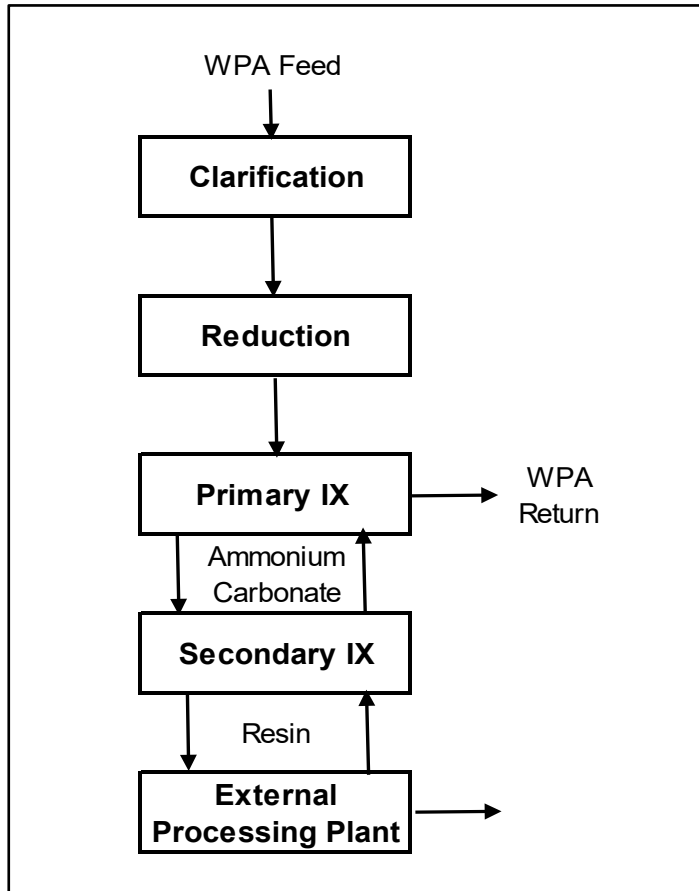 WPA Feed
Clarification
Reduction
Primary IX
WPA
Return
Ammonium
Carbonate
Secondary IX
Resin
External
Processing Plant